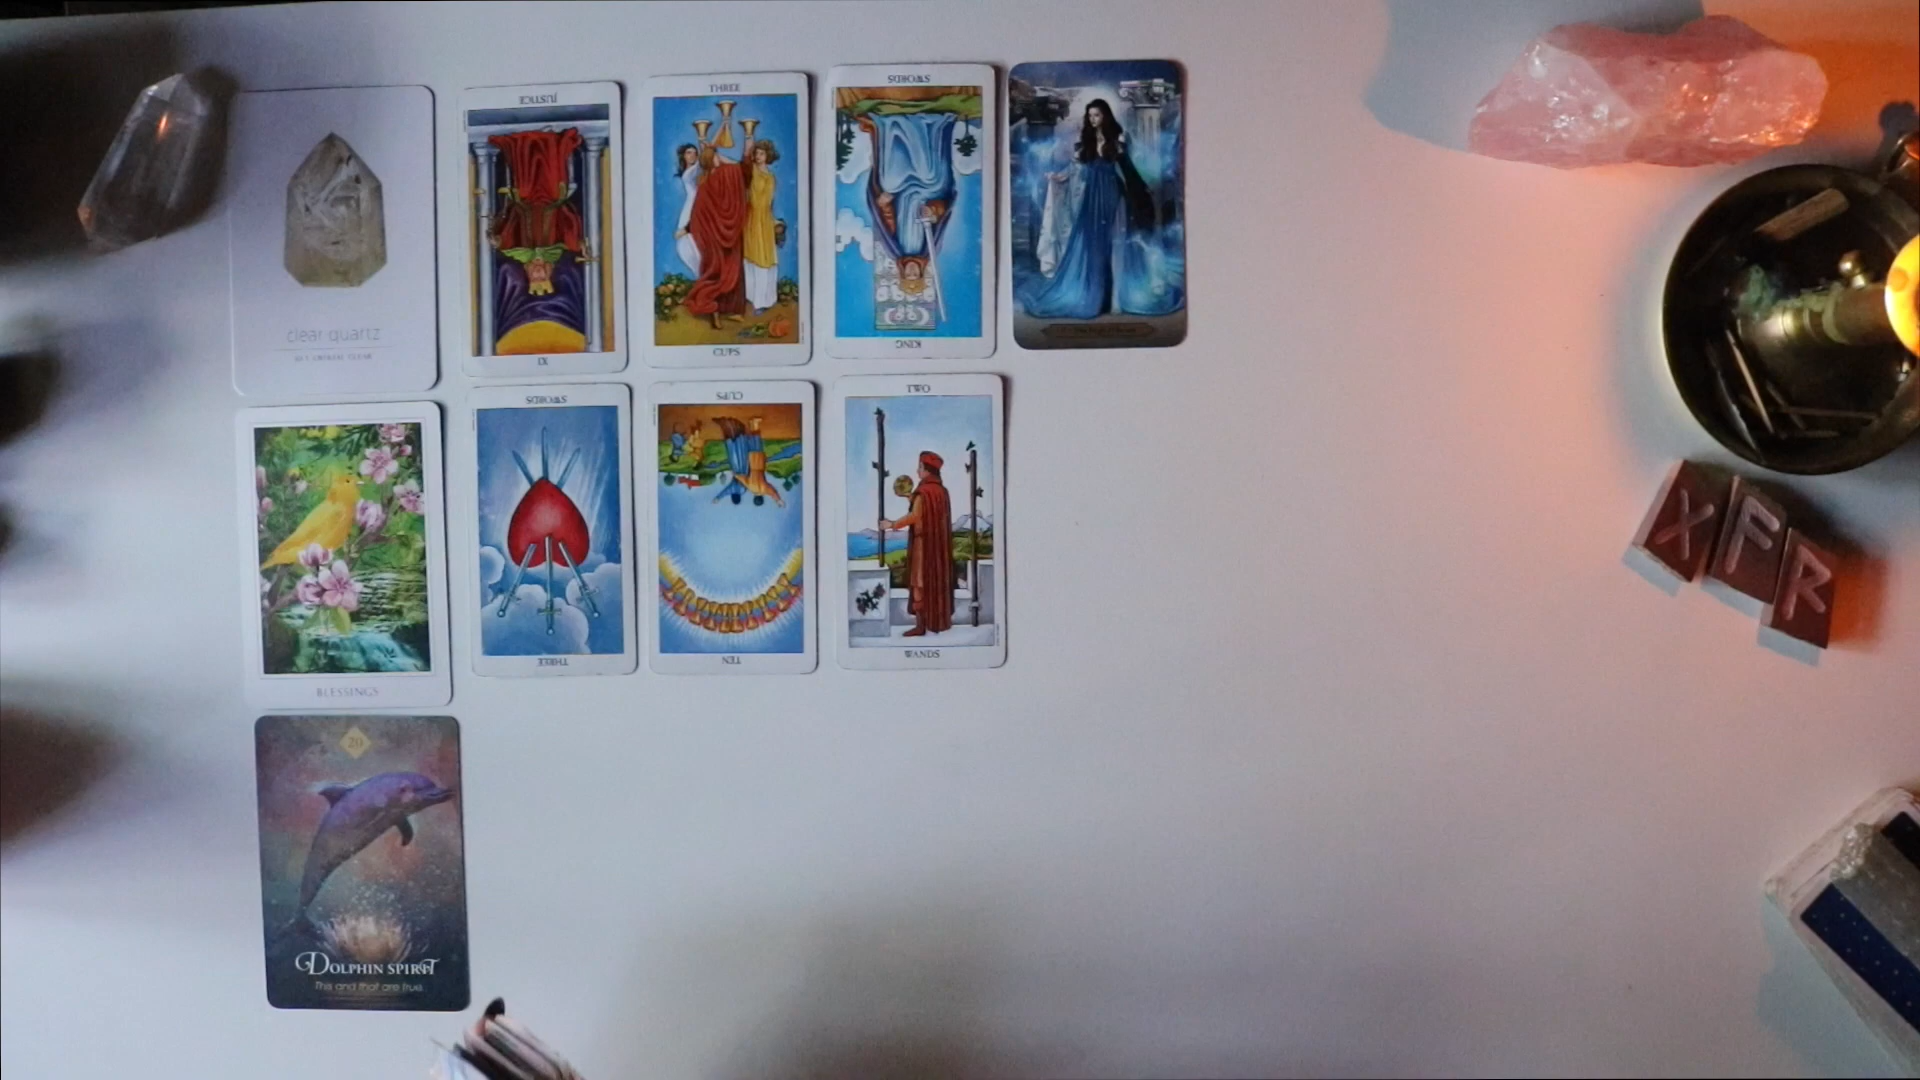 clear quartz
JUSTICE
XI
THREE
CUPS
SWORDS
KING
BLESSINGS
SWORDS
THREE
CUPS
TEN
TWO
WANDS
20
DOLPHIN SPIRIT
This and that are true.
X F R